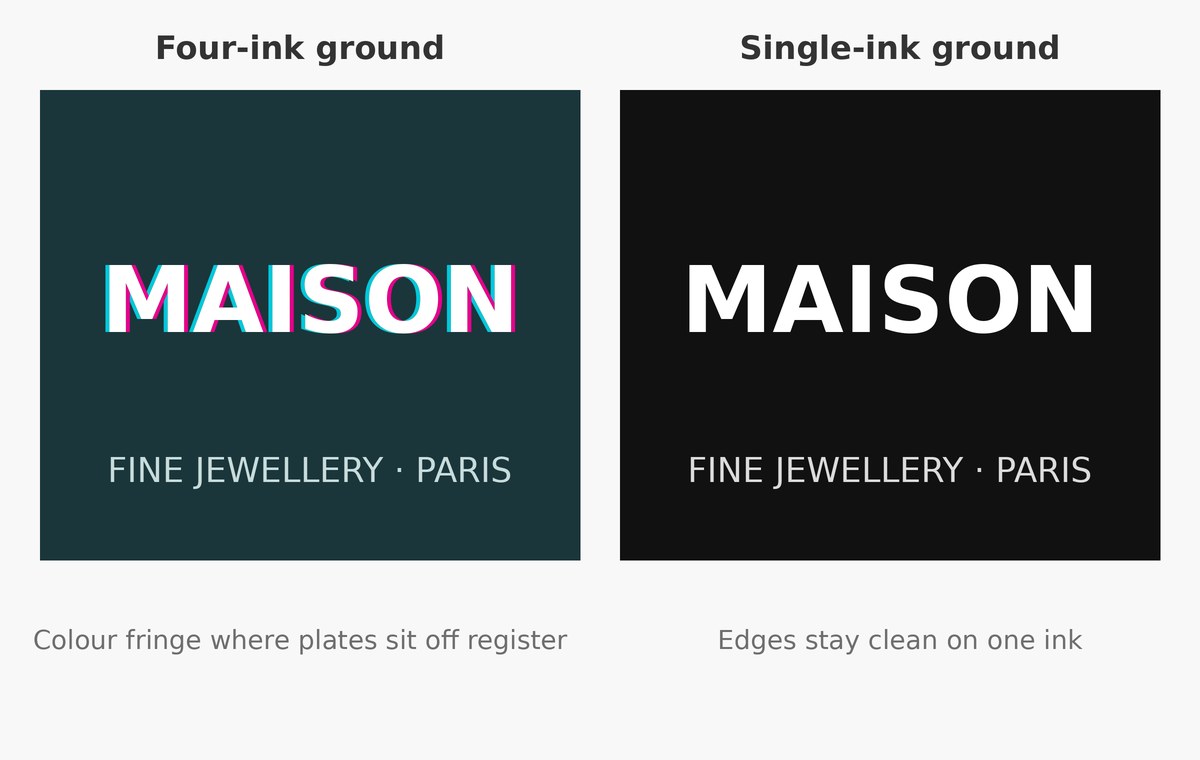 Four-ink ground
Single-ink ground
MAISON
MAISON
FINE JEWELLERY · PARIS
FINE JEWELLERY · PARIS
Colour fringe where plates sit off register
Edges stay clean on one ink